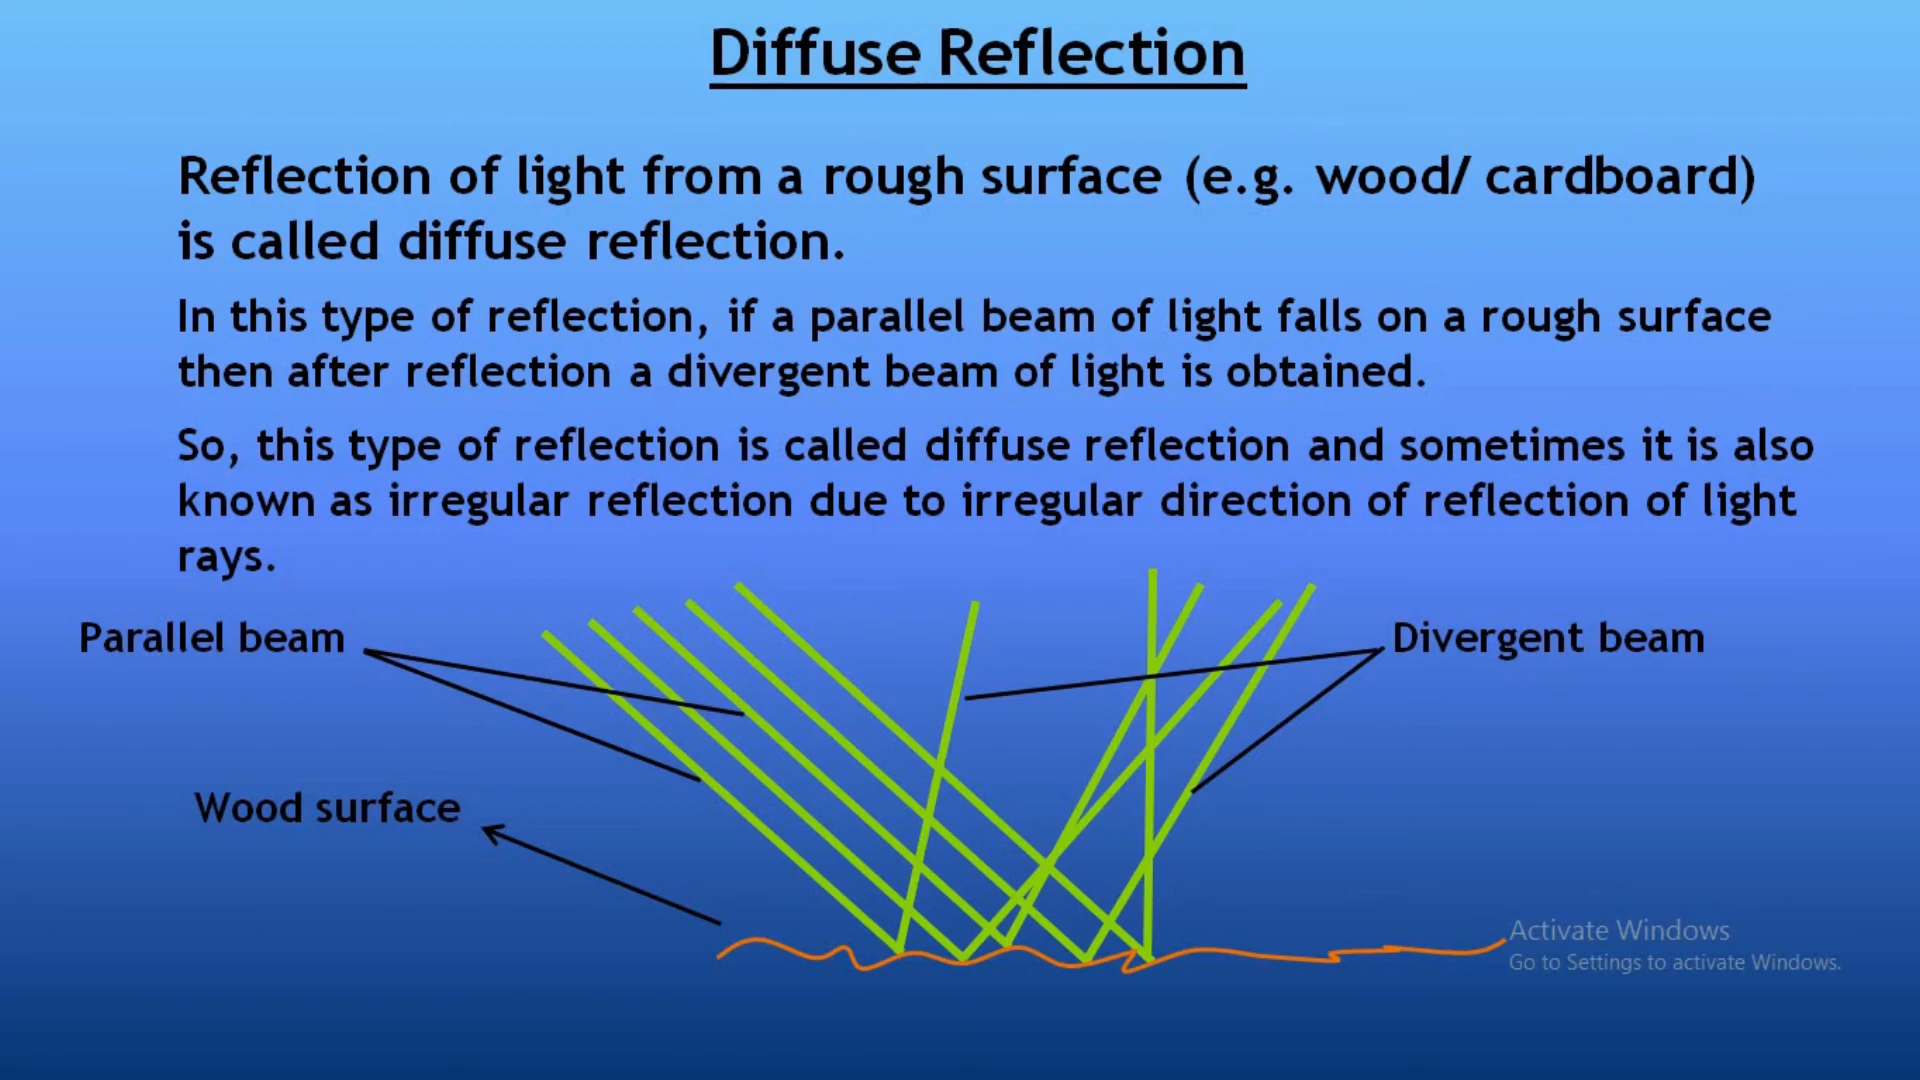 Diffuse Reflection
Reflection of light from a rough surface (e.g. wood/ cardboard)
is called diffuse reflection.
In this type of reflection, if a parallel beam of light falls on a rough surface
then after reflection a divergent beam of light is obtained.
So, this type of reflection is called diffuse reflection and sometimes it is also
known as irregular reflection due to irregular direction of reflection of light
rays.
Parallel beam
Divergent beam
Wood surface
Activate Windows
Go to Settings to activate Windows.